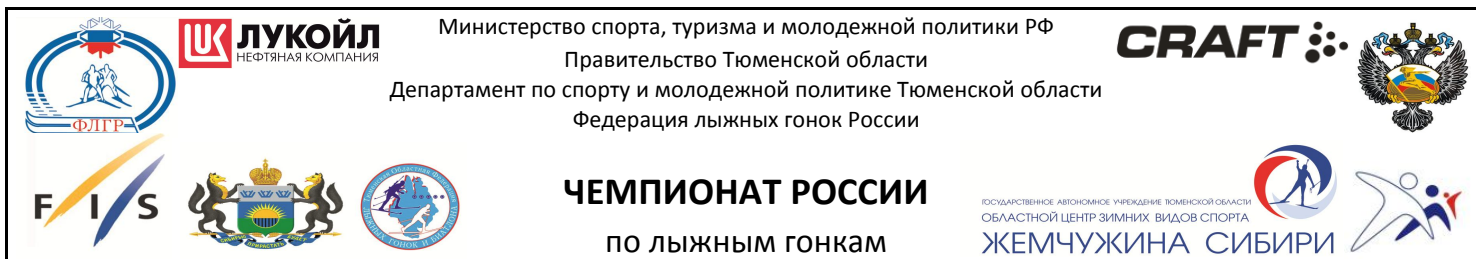 ЛУКОЙЛ
НЕФТЯНАЯ КОМПАНИЯ
ФЛГР
Министерство спорта, туризма и молодежной политики РФ
Правительство Тюменской области
Департамент по спорту и молодежной политике Тюменской области
Федерация лыжных гонок России
CRAFT
F I S
ЧЕМПИОНАТ РОССИИ
по лыжным гонкам
ГОСУДАРСТВЕННОЕ АВТОНОМНОЕ УЧРЕЖДЕНИЕ ТЮМЕНСКОЙ ОБЛАСТИ
ОБЛАСТНОЙ ЦЕНТР ЗИМНИХ ВИДОВ СПОРТА
ЖЕМЧУЖИНА СИБИРИ